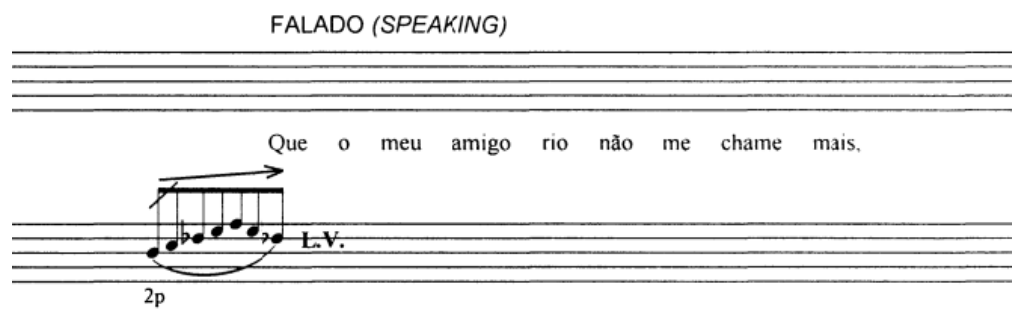 FALADO (SPEAKING)
Que o meu amigo rio não me chame mais,
L.V.
2p